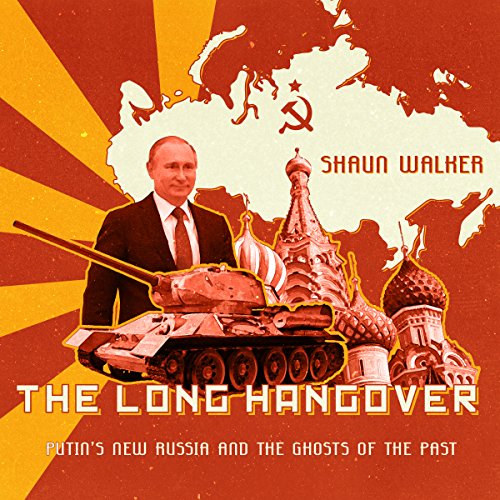 SHAUN WALKER
THE LONG HANGOVER
PUTIN'S NEW RUSSIA AND THE GHOSTS OF THE PAST